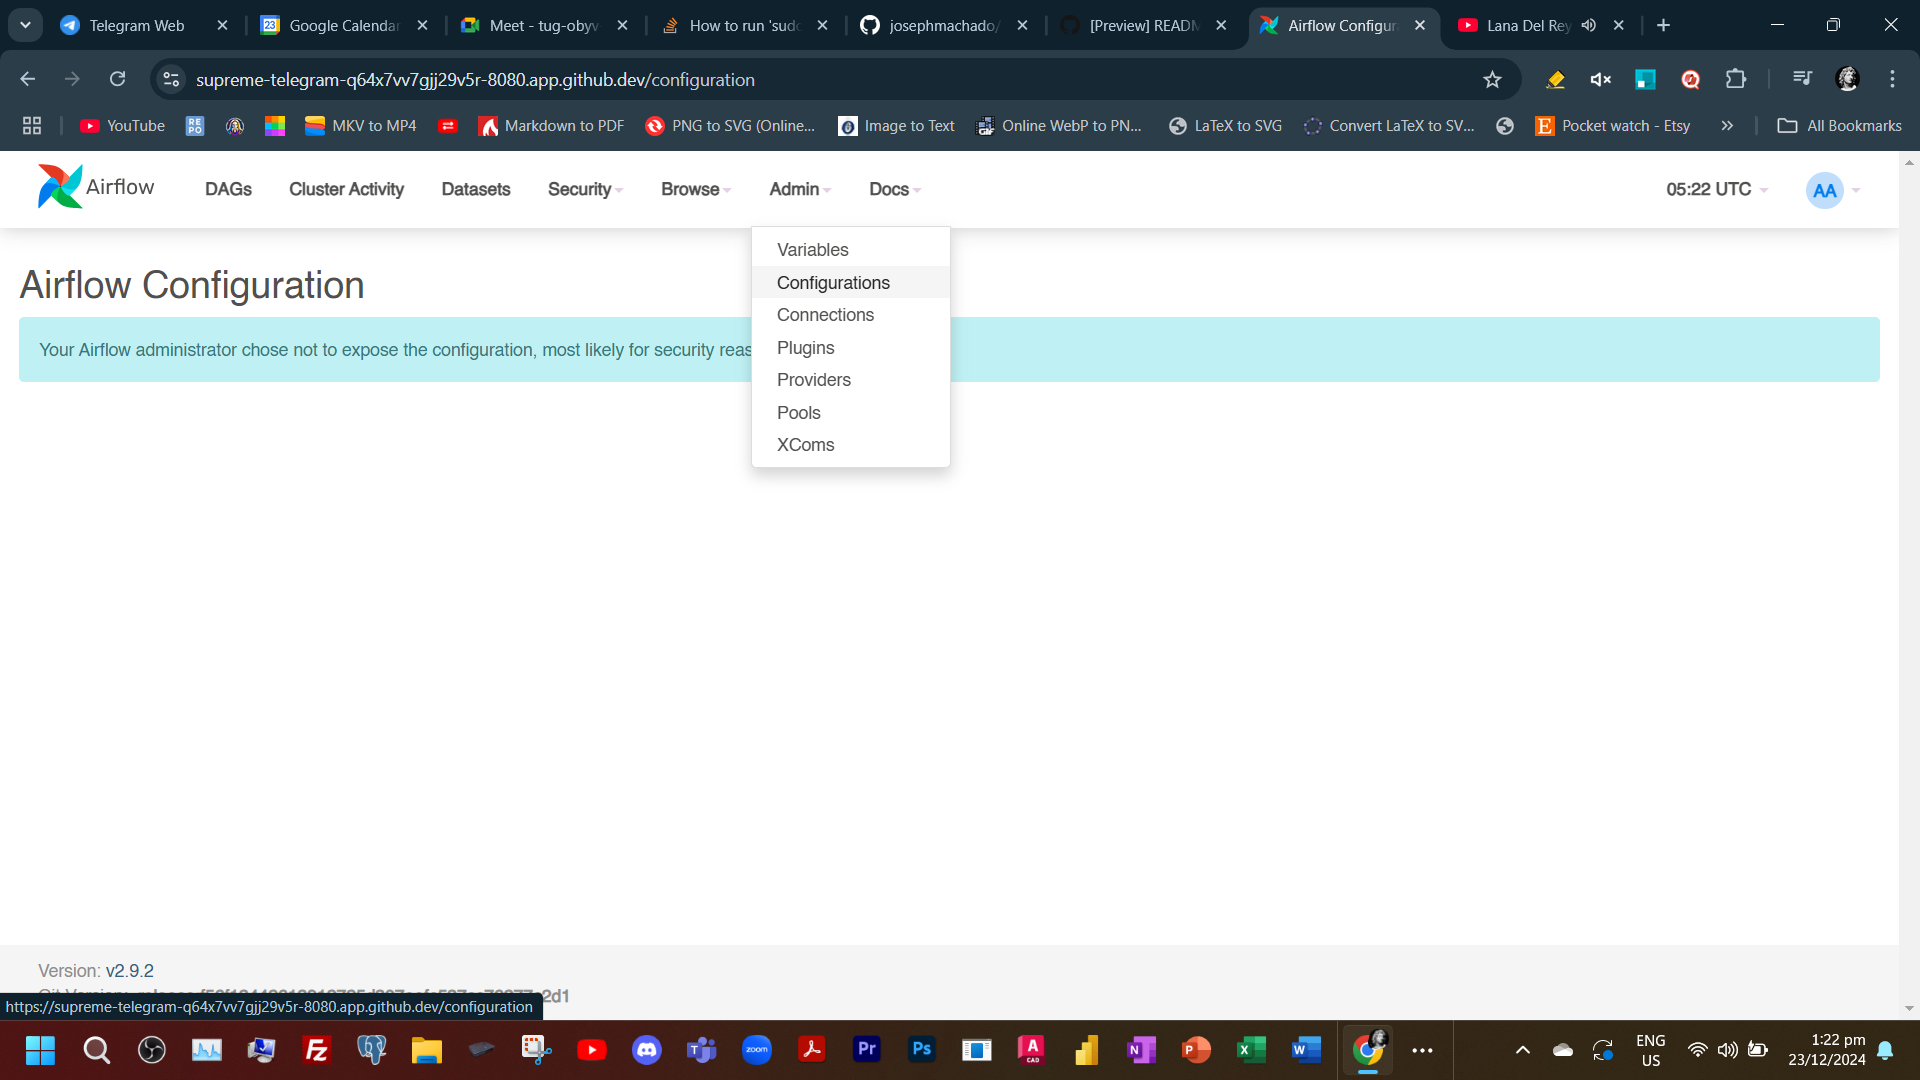 Telegram Web
Google Calendar
Meet - tug-obyv
How to run 'sudo
josephmachado/
[Preview] READM
Airflow Configur
Lana Del Rey
supreme-telegram-q64x7vv7gjj29v5r-8080.app.github.dev/configuration
YouTube
RE
PO
MKV to MP4
Markdown to PDF
PNG to SVG (Online...
Image to Text
Online WebP to PN...
LaTeX to SVG
Convert LaTeX to SV...
Pocket watch - Etsy
All Bookmarks
Airflow
DAGs
Cluster Activity
Datasets
Security
Browse
Admin
Docs
05:22 UTC
AA
Variables
Configurations
Connections
Plugins
Providers
Pools
XComs
Airflow Configuration
Your Airflow administrator chose not to expose the configuration, most likely for security reas
Version: v2.9.2
2d1
https://supreme-telegram-q64x7vv7gjj29v5r-8080.app.github.dev/configuration
zoom
Pr
Ps
A
CAD
ENG
US
1:22 pm
23/12/2024